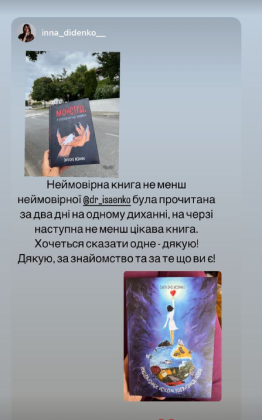 inna_didenko__
МОНСТРИ,
Неймовірна книга не менш
неймовірної @dr_isaenko була прочитана
за два дні на одному диханні, на черзі
наступна не менш цікава книга.
Хочеться сказати одне - дякую!
Дякую, за знайомство та за те що ви є!